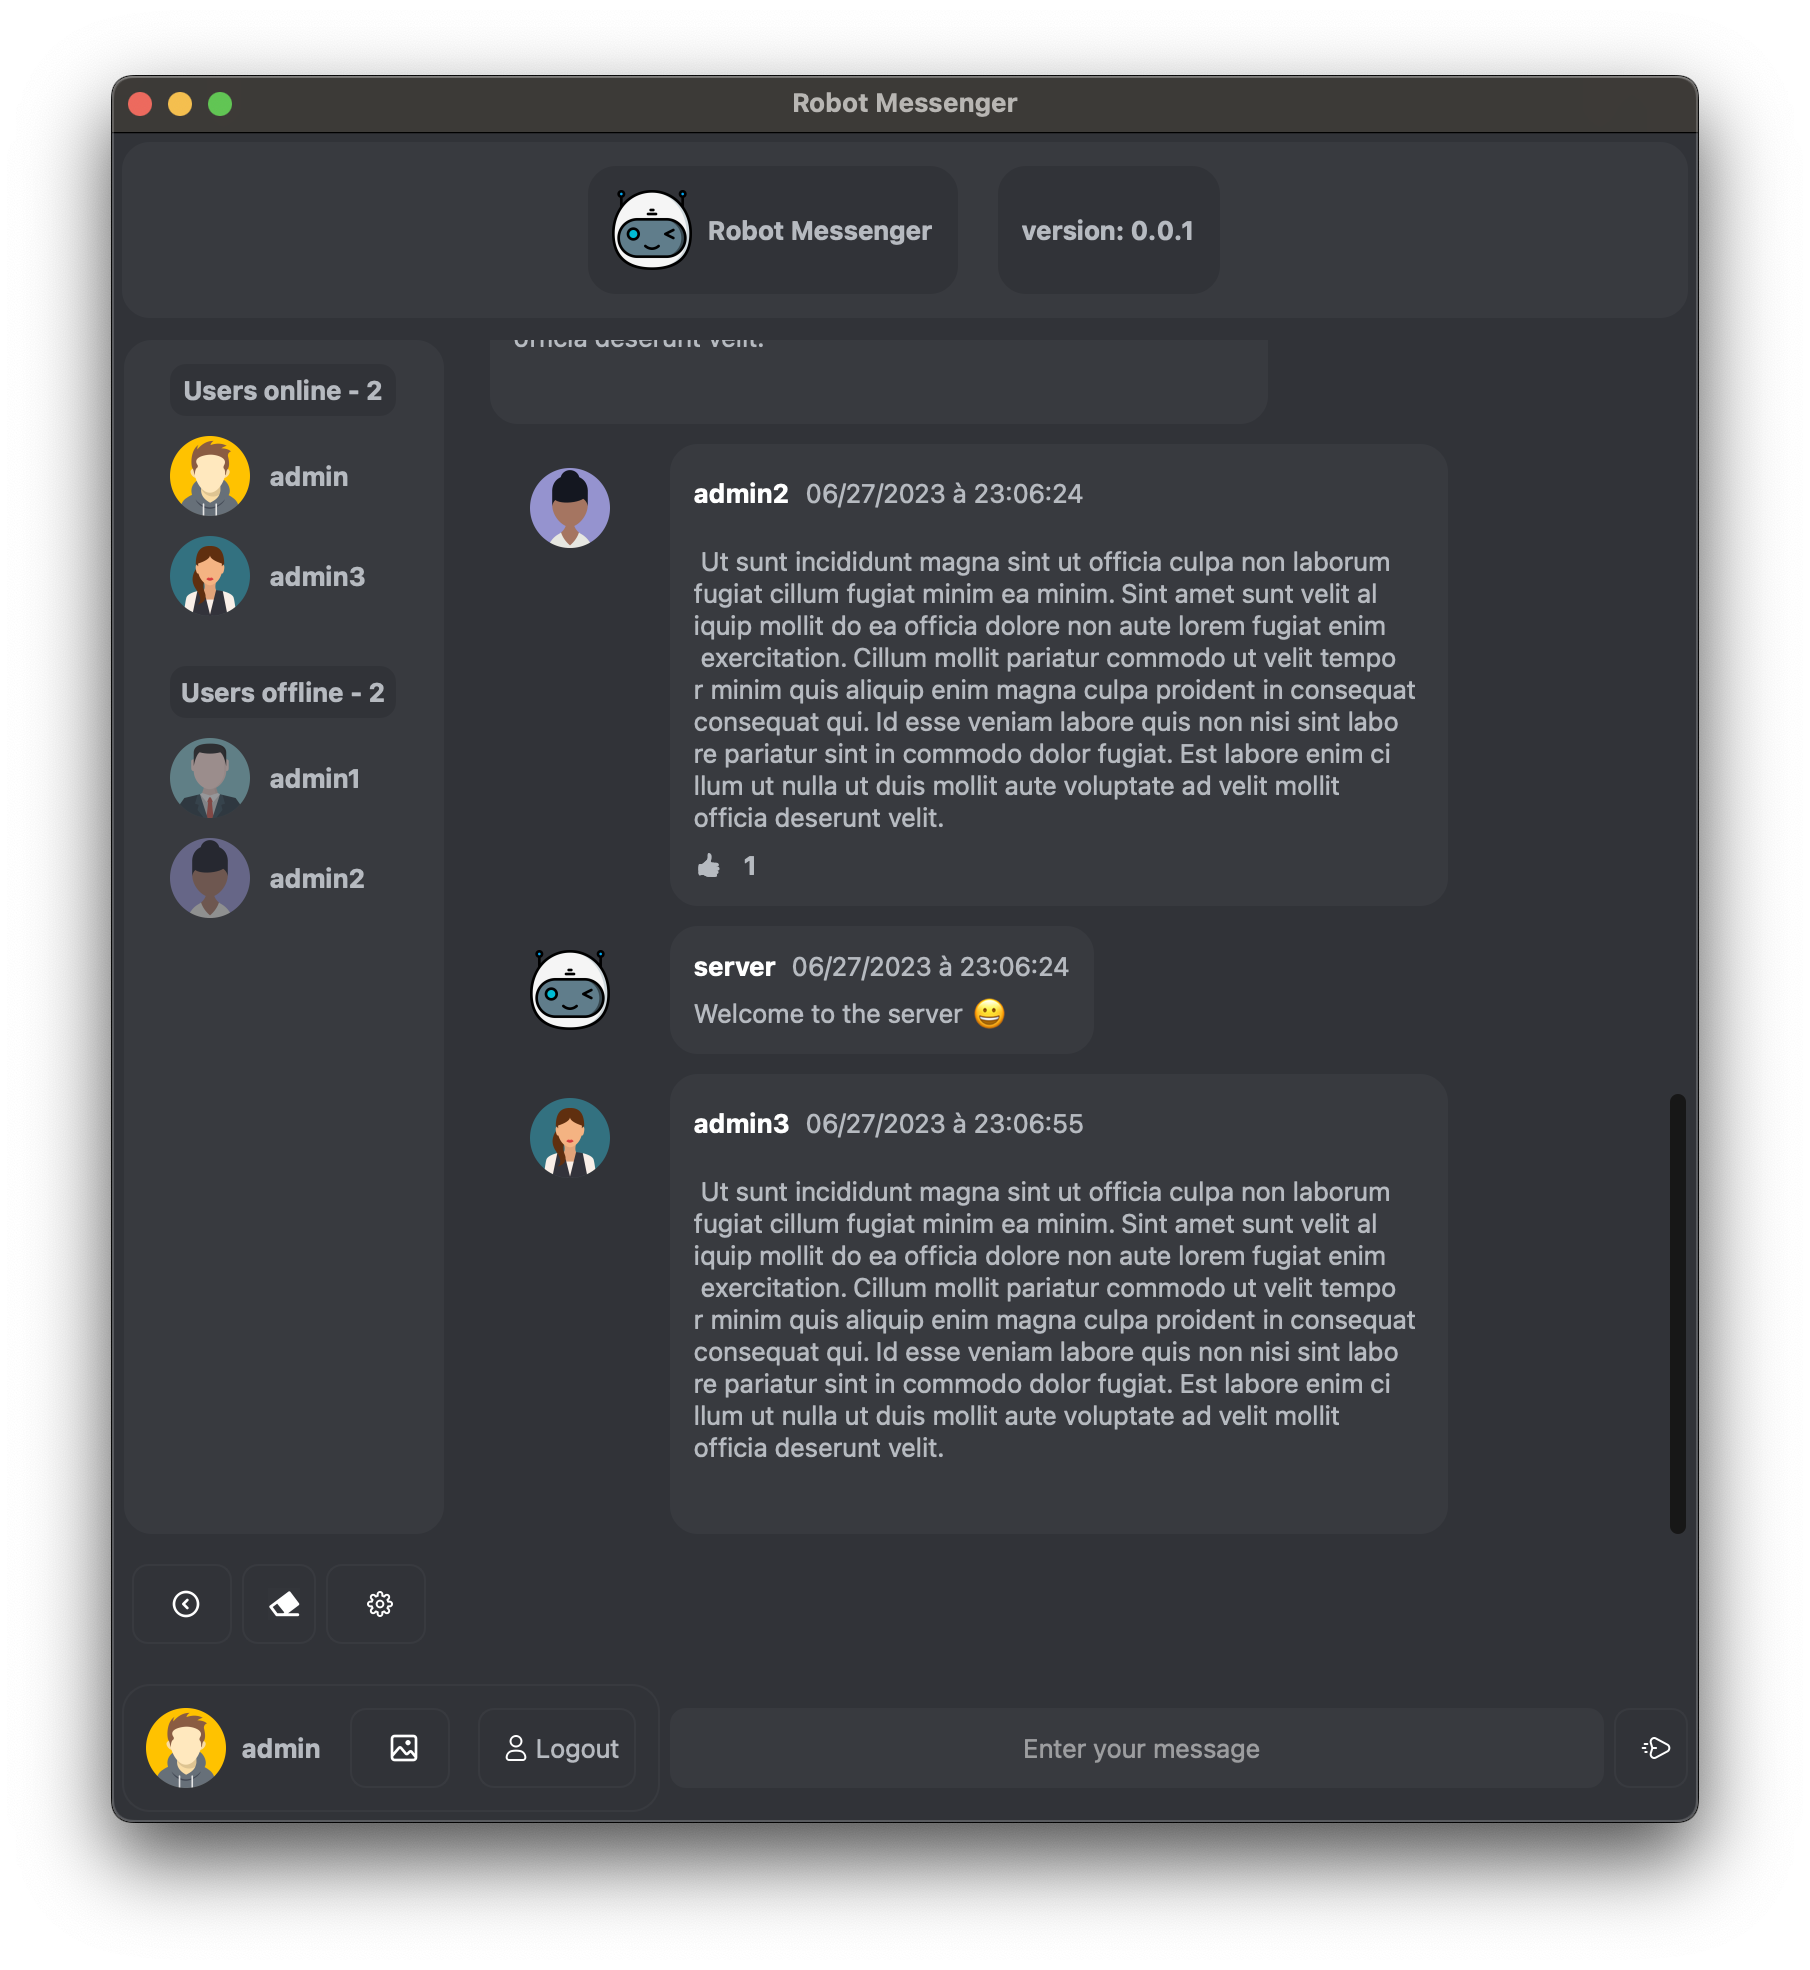 Robot Messenger
Robot Messenger
version: 0.0.1
Users online - 2
admin
admin3
Users offline - 2
admin1
admin2
officia deserunt velit.
admin2 06/27/2023 à 23:06:24
Ut sunt incididunt magna sint ut officia culpa non laborum
fugiat cillum fugiat minim ea minim. Sint amet sunt velit al
iquip mollit do ea officia dolore non aute lorem fugiat enim
exercitation. Cillum mollit pariatur commodo ut velit tempo
r minim quis aliquip enim magna culpa proident in consequat
consequat qui. Id esse veniam labore quis non nisi sint labo
re pariatur sint in commodo dolor fugiat. Est labore enim ci
llum ut nulla ut duis mollit aute voluptate ad velit mollit
officia deserunt velit.
1
server 06/27/2023 à 23:06:24
Welcome to the server 😀
admin3 06/27/2023 à 23:06:55
Ut sunt incididunt magna sint ut officia culpa non laborum
fugiat cillum fugiat minim ea minim. Sint amet sunt velit al
iquip mollit do ea officia dolore non aute lorem fugiat enim
exercitation. Cillum mollit pariatur commodo ut velit tempo
r minim quis aliquip enim magna culpa proident in consequat
consequat qui. Id esse veniam labore quis non nisi sint labo
re pariatur sint in commodo dolor fugiat. Est labore enim ci
llum ut nulla ut duis mollit aute voluptate ad velit mollit
officia deserunt velit.
admin
Logout
Enter your message